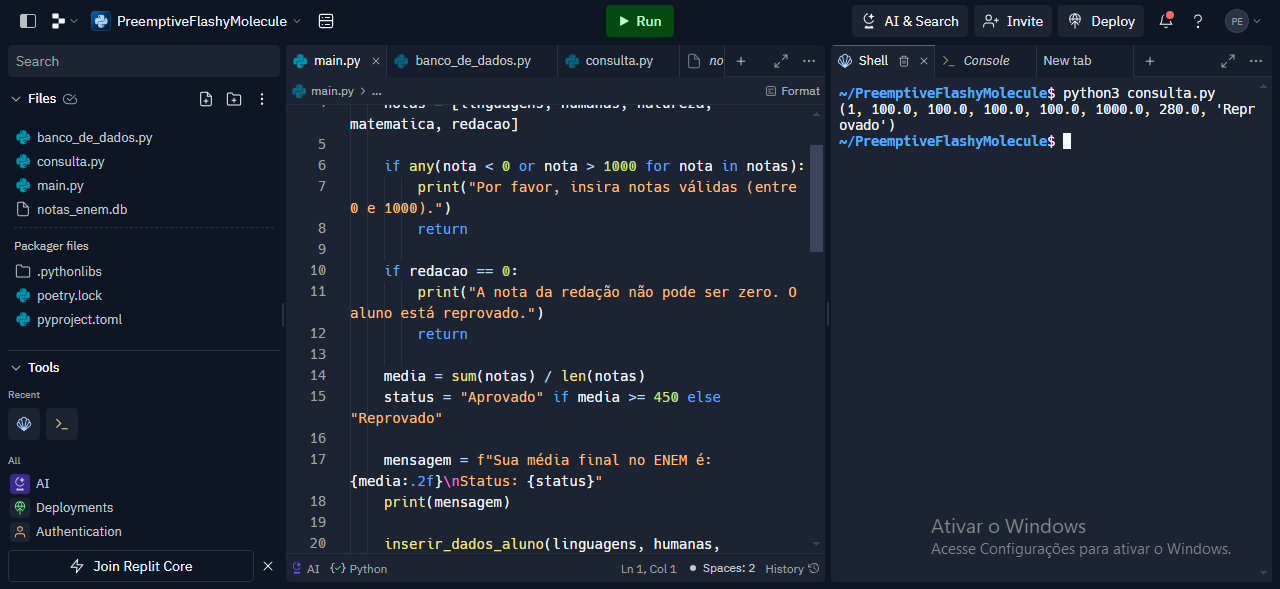 PreemptiveFlashyMolecule
Run
AI & Search
Invite
Deploy
PE
Search
Files
banco_de_dados.py
consulta.py
main.py
notas_enem.db
Packager files
.pythonlibs
poetry.lock
pyproject.toml
Tools
Recent
All
AI
Deployments
Authentication
Join Replit Core
main.py
banco_de_dados.py
consulta.py
no
main.py > ...
Format
4 notas = [linguagens, humanas, natureza,
matematica, redacao]
5
6 if any(nota < 0 or nota > 1000 for nota in notas):
7 print("Por favor, insira notas válidas (entre
0 e 1000).")
8 return
9
10 if redacao == 0:
11 print("A nota da redação não pode ser zero. O
aluno está reprovado.")
12 return
13
14 media = sum(notas) / len(notas)
15 status = "Aprovado" if media >= 450 else
"Reprovado"
16
17 mensagem = f"Sua média final no ENEM é:
{media:.2f}\nStatus: {status}"
18 print(mensagem)
19
20 inserir_dados_aluno(linguagens, humanas,
AI
Python
Ln 1, Col 1
Spaces: 2
History
Shell
Console
New tab
~/PreemptiveFlashyMolecule$ python3 consulta.py
(1, 100.0, 100.0, 100.0, 100.0, 1000.0, 280.0, 'Repr
ovado')
~/PreemptiveFlashyMolecule$
Ativar o Windows
Acesse Configurações para ativar o Windows.